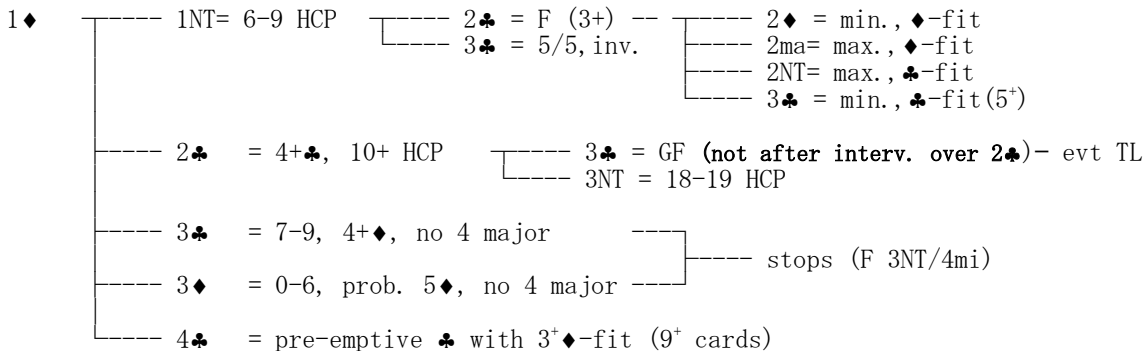 1♦ 1NT= 6-9 HCP 2♣ = F (3+) -- 2♦ = min., ♦-fit
3♣ = 5/5, inv. 2ma= max., ♦-fit
2NT= max., ♣-fit
3♣ = min., ♣-fit(5⁺)
2♣ = 4+♣, 10+ HCP 3♣ = GF (not after interv. over 2♣)- evt TL
3NT = 18-19 HCP
3♣ = 7-9, 4+♦, no 4 major
stops (F 3NT/4mi)
3♦ = 0-6, prob. 5♦, no 4 major
4♣ = pre-emptive ♣ with 3⁺♦-fit (9⁺ cards)